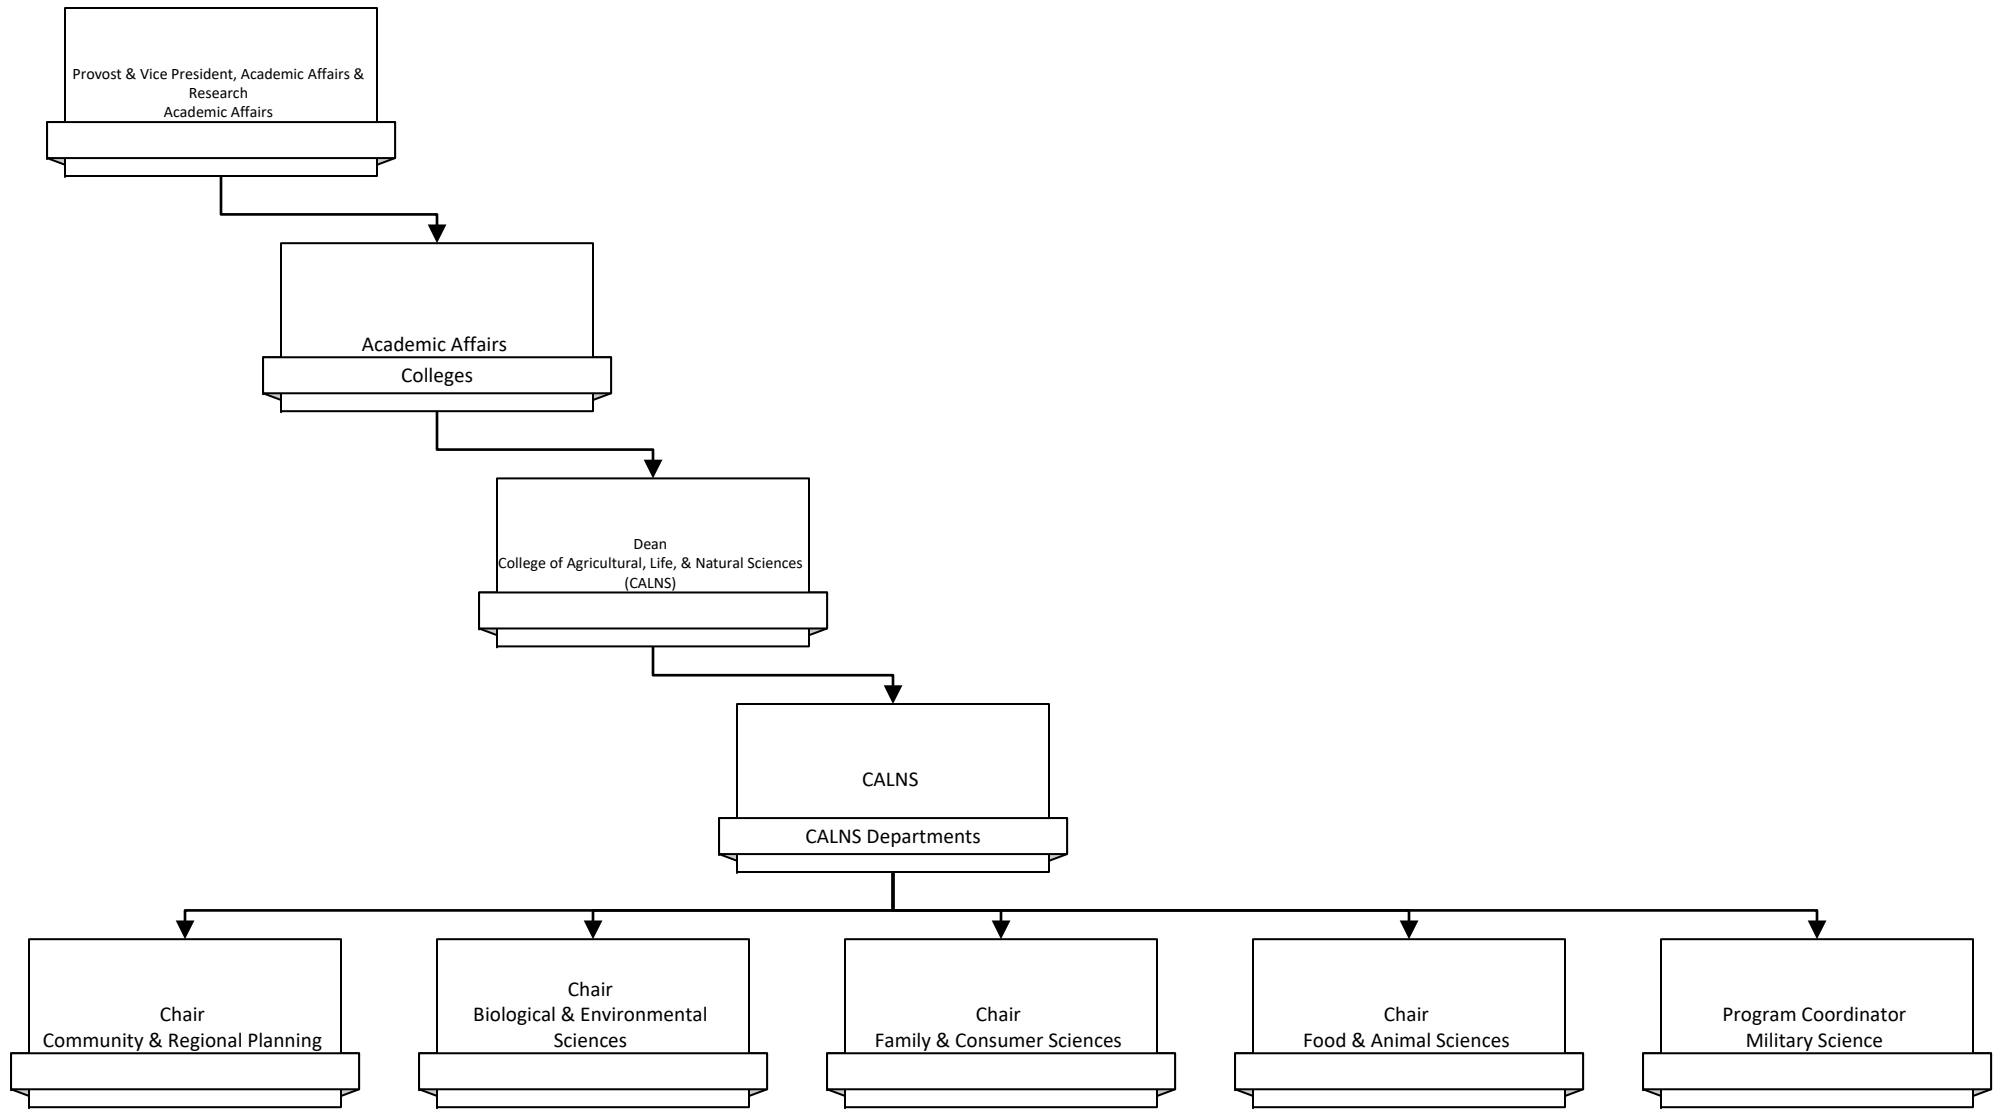 Provost & Vice President, Academic Affairs &
Research
Academic Affairs
Academic Affairs
Colleges
Dean
College of Agricultural, Life, & Natural Sciences
(CALNS)
CALNS
CALNS Departments
Chair
Community & Regional Planning
Chair
Biological & Environmental
Sciences
Chair
Family & Consumer Sciences
Chair
Food & Animal Sciences
Program Coordinator
Military Science